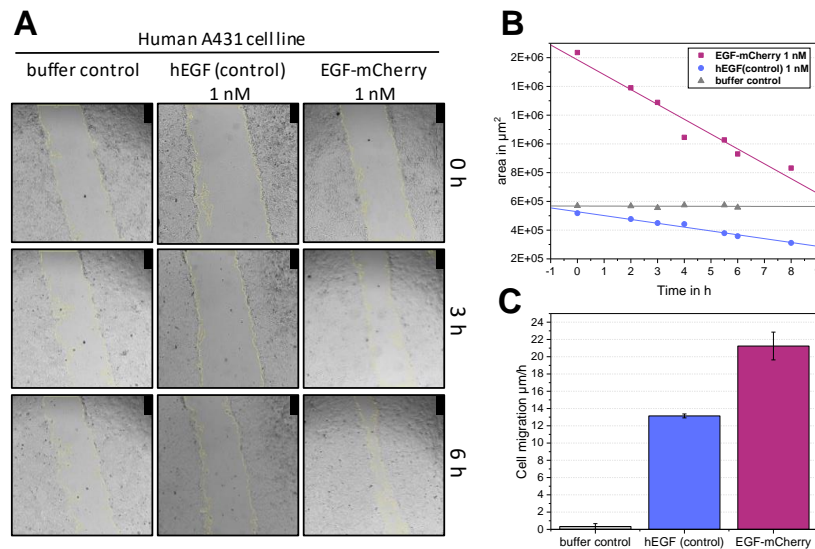 A
Human A431 cell line
buffer control
hEGF (control)
1 nM
EGF-mCherry
1 nM
0 h
3 h
6 h
B
2E+06
1E+06
1E+06
8E+05
6E+05
4E+05
2E+05
area in µm²
-1 0 1 2 3 4 5 6 7 8 9
Time in h
EGF-mCherry 1 nM
hEGF(control) 1 nM
buffer control
C
24
22
20
18
16
14
12
10
8
6
4
2
0
Cell migration µm/h
buffer control
hEGF (control)
EGF-mCherry